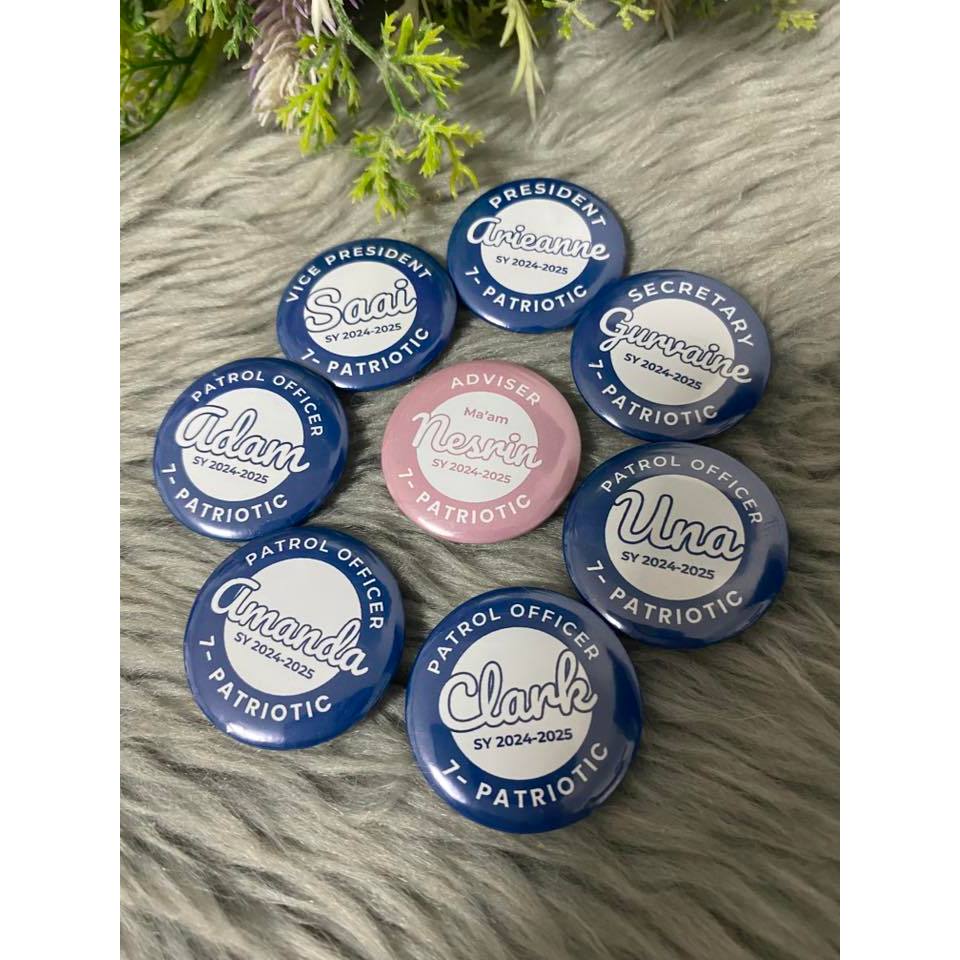 PRESIDENT
Arieanne
SY 2024-2025
7- PATRIOTIC
VICE PRESIDENT
Saai
SY 2024-2025
7- PATRIOTIC
SECRETARY
Gurvaine
SY 2024-2025
7- PATRIOTIC
PATROL OFFICER
Adam
SY 2024-2025
7- PATRIOTIC
ADVISER
Ma'am
Nesrin
SY 2024-2025
7- PATRIOTIC
PATROL OFFICER
Una
SY 2024-2025
7- PATRIOTIC
PATROL OFFICER
Amanda
SY 2024-2025
7- PATRIOTIC
PATROL OFFICER
Clark
SY 2024-2025
7- PATRIOTIC